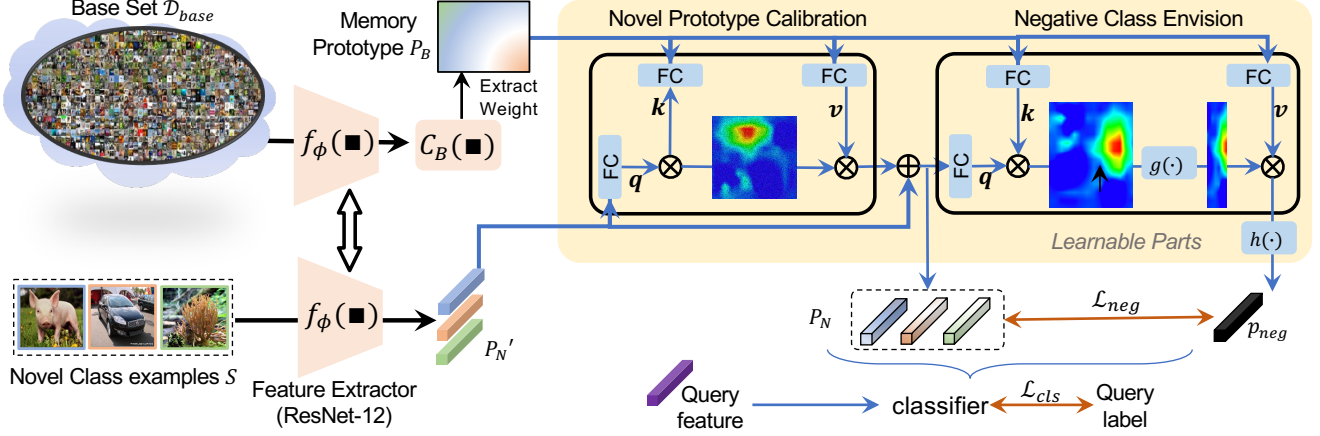 Base Set 𝒟_base
Memory
Prototype P_B
Novel Prototype Calibration
Negative Class Envision
Extract
Weight
f_ϕ(■)
C_B(■)
FC
FC
k
v
FC
q
FC
FC
k
v
FC
q
g(·)
Learnable Parts
h(·)
f_ϕ(■)
P_N′
Novel Class examples S
Feature Extractor
(ResNet-12)
P_N
ℒ_neg
p_neg
Query
feature
classifier
ℒ_cls
Query
label